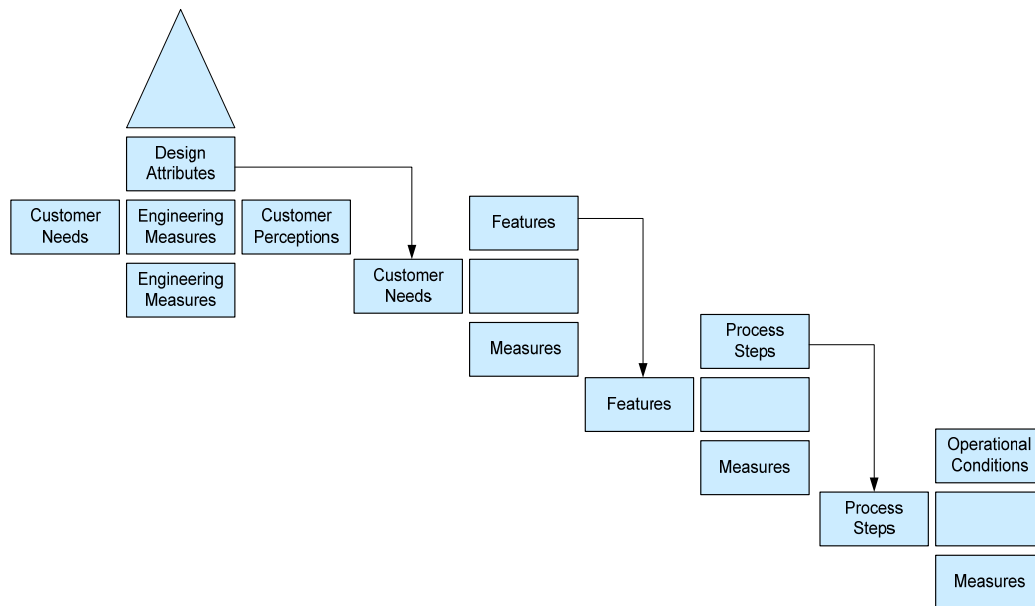 Design
Attributes
Customer
Needs
Engineering
Measures
Customer
Perceptions
Engineering
Measures
Features
Customer
Needs
Measures
Process
Steps
Features
Measures
Operational
Conditions
Process
Steps
Measures